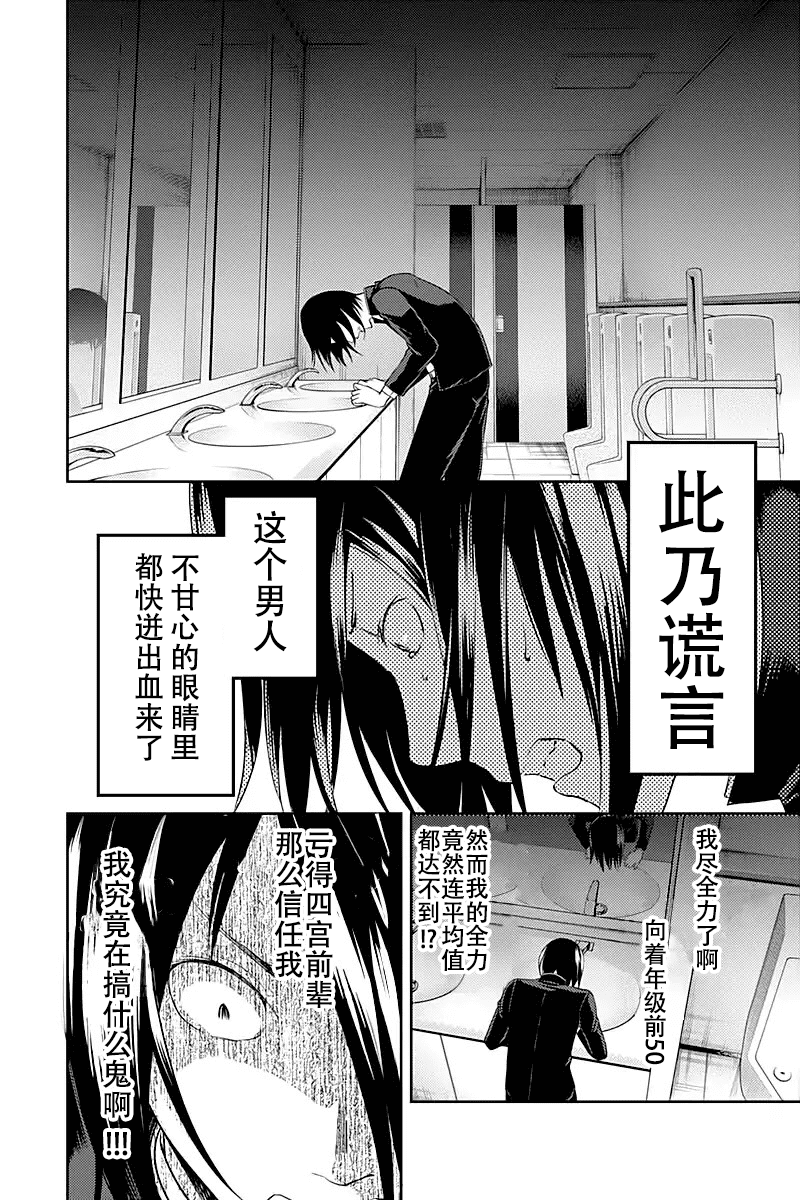 此乃谎言
这个男人
不甘心的眼睛里
都快迸出血来了
我尽全力了啊
向着年级前50
然而我的全力
竟然连平均值
都达不到!?
亏得四宫前辈
那么信任我
我究竟在搞什么鬼啊!!!